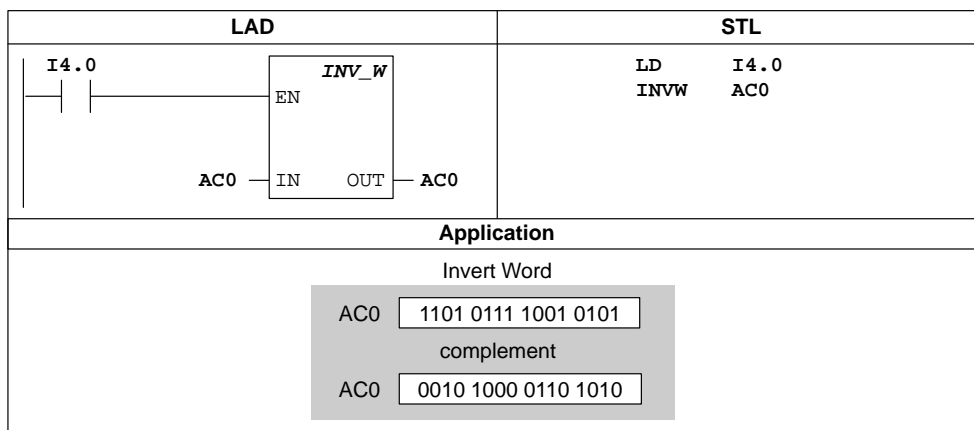 LAD
STL
I4.0
INV_W
EN
AC0 IN OUT AC0
LD I4.0
INVW AC0
Application
Invert Word
AC0 1101 0111 1001 0101
complement
AC0 0010 1000 0110 1010